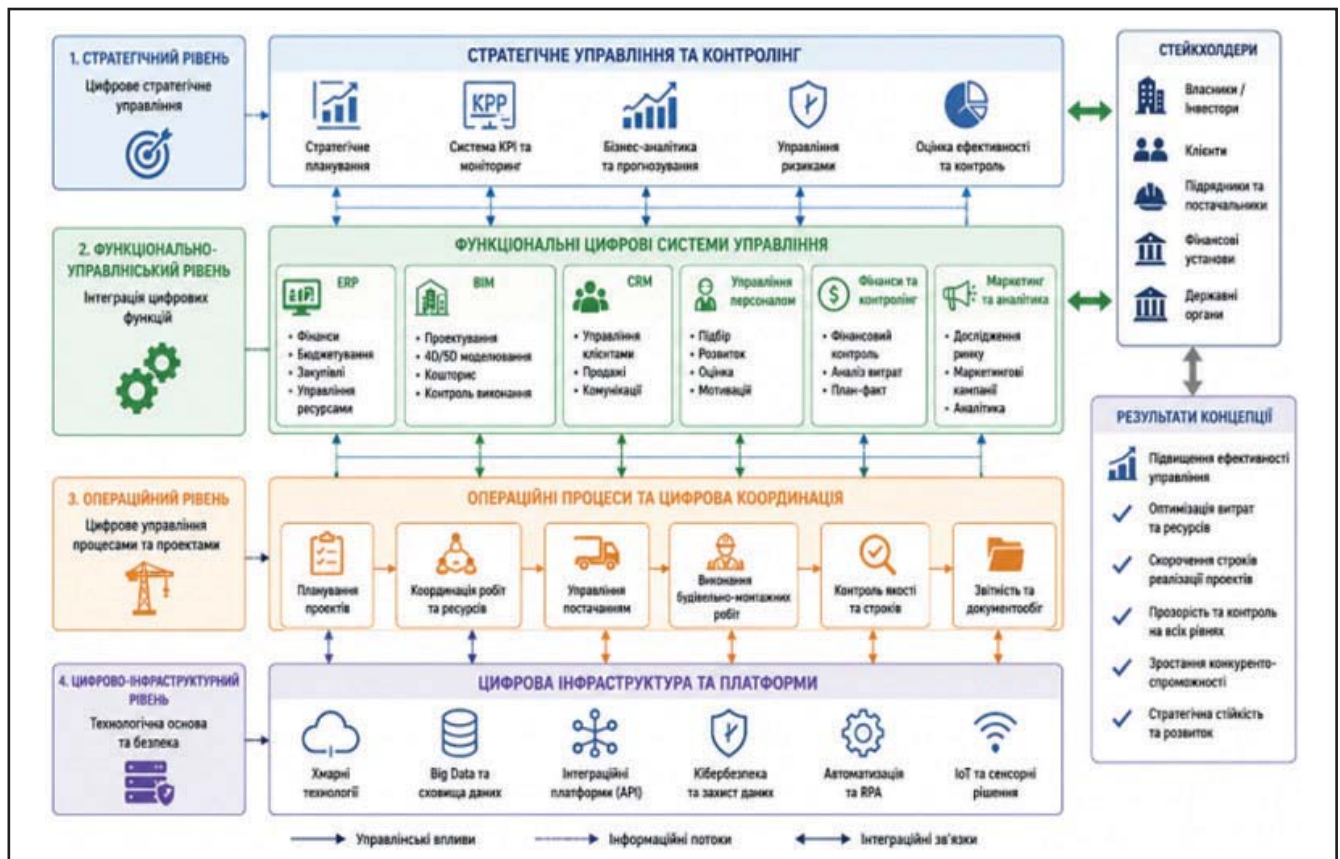 1. СТРАТЕГІЧНИЙ РІВЕНЬ
Цифрове стратегічне
управління
СТРАТЕГІЧНЕ УПРАВЛІННЯ ТА КОНТРОЛІНГ
Стратегічне
планування
KPP
Система KPI та
моніторинг
Бізнес-аналітика
та прогнозування
Управління
ризиками
Оцінка ефективності
та контроль
СТЕЙКХОЛДЕРИ
Власники /
Інвестори
Клієнти
Підрядники та
постачальники
Фінансові
установи
Державні
органи
2. ФУНКЦІОНАЛЬНО-
УПРАВЛНІСЬКИЙ РІВЕНЬ
Інтеграція цифрових
функцій
ФУНКЦІОНАЛЬНІ ЦИФРОВІ СИСТЕМИ УПРАВЛІННЯ
ERP
• Фінанси
• Бюджетування
• Закупівлі
• Управління
ресурсами
BIM
• Проектування
• 4D/5D моделювання
• Кошторис
• Контроль виконання
CRM
• Управління
клієнтами
• Продажі
• Комунікації
Управління
персоналом
• Підбір
• Розвиток
• Оцінка
• Мотивацій
$
Фінанси та
контролінг
• Фінансовий
контроль
• Аналіз витрат
• План-факт
Маркетинг
та аналітика
• Дослідження
ринку
• Маркетингові
кампанії
• Аналітика
РЕЗУЛЬТАТИ КОНЦЕПЦІЇ
Підвищення ефективності
управління
Оптимізація витрат
та ресурсів
Скорочення строків
реалізації проектів
Прозорість та контроль
на всіх рівнях
Зростання конкуренто-
спроможності
Стратегічна стійкість
та розвиток
3. ОПЕРАЦІЙНИЙ РІВЕНЬ
Цифрове управління
процесами та проектами
ОПЕРАЦІЙНІ ПРОЦЕСИ ТА ЦИФРОВА КООРДИНАЦІЯ
Планування
проектів
Координація робіт
та ресурсів
Управління
постачанням
Виконання
будівельно-монтажних
робіт
Контроль якості
та строків
Звітність та
документообіг
4. ЦИФРОВО-ІНФРАСТРУКТУРНИЙ
РІВЕНЬ
Технологічна основа
та безпека
ЦИФРОВА ІНФРАСТРУКТУРА ТА ПЛАТФОРМИ
Хмарні
технології
Big Data та
сховища даних
Інтеграційні
платформи (API)
Кібербезпека
та захист даних
Автоматизація
та RPA
IoT та сенсорні
рішення
Управлінські впливи
Інформаційні потоки
Інтеграційні зв'язки